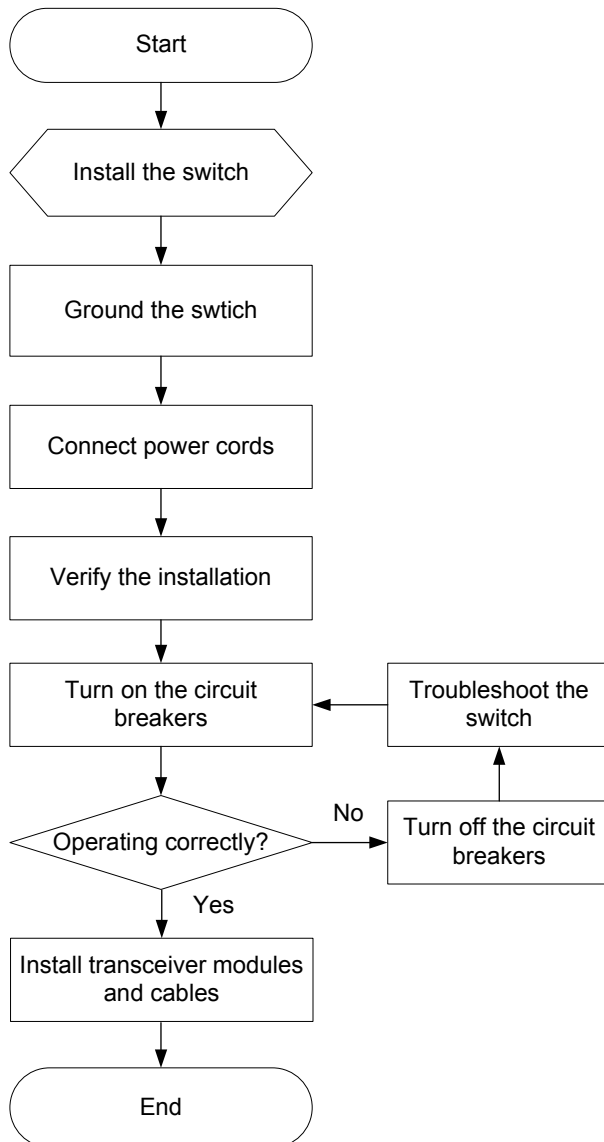 Start
Install the switch
Ground the swtich
Connect power cords
Verify the installation
Turn on the circuit
breakers
Troubleshoot the
switch
Operating correctly?
No
Turn off the circuit
breakers
Yes
Install transceiver modules
and cables
End